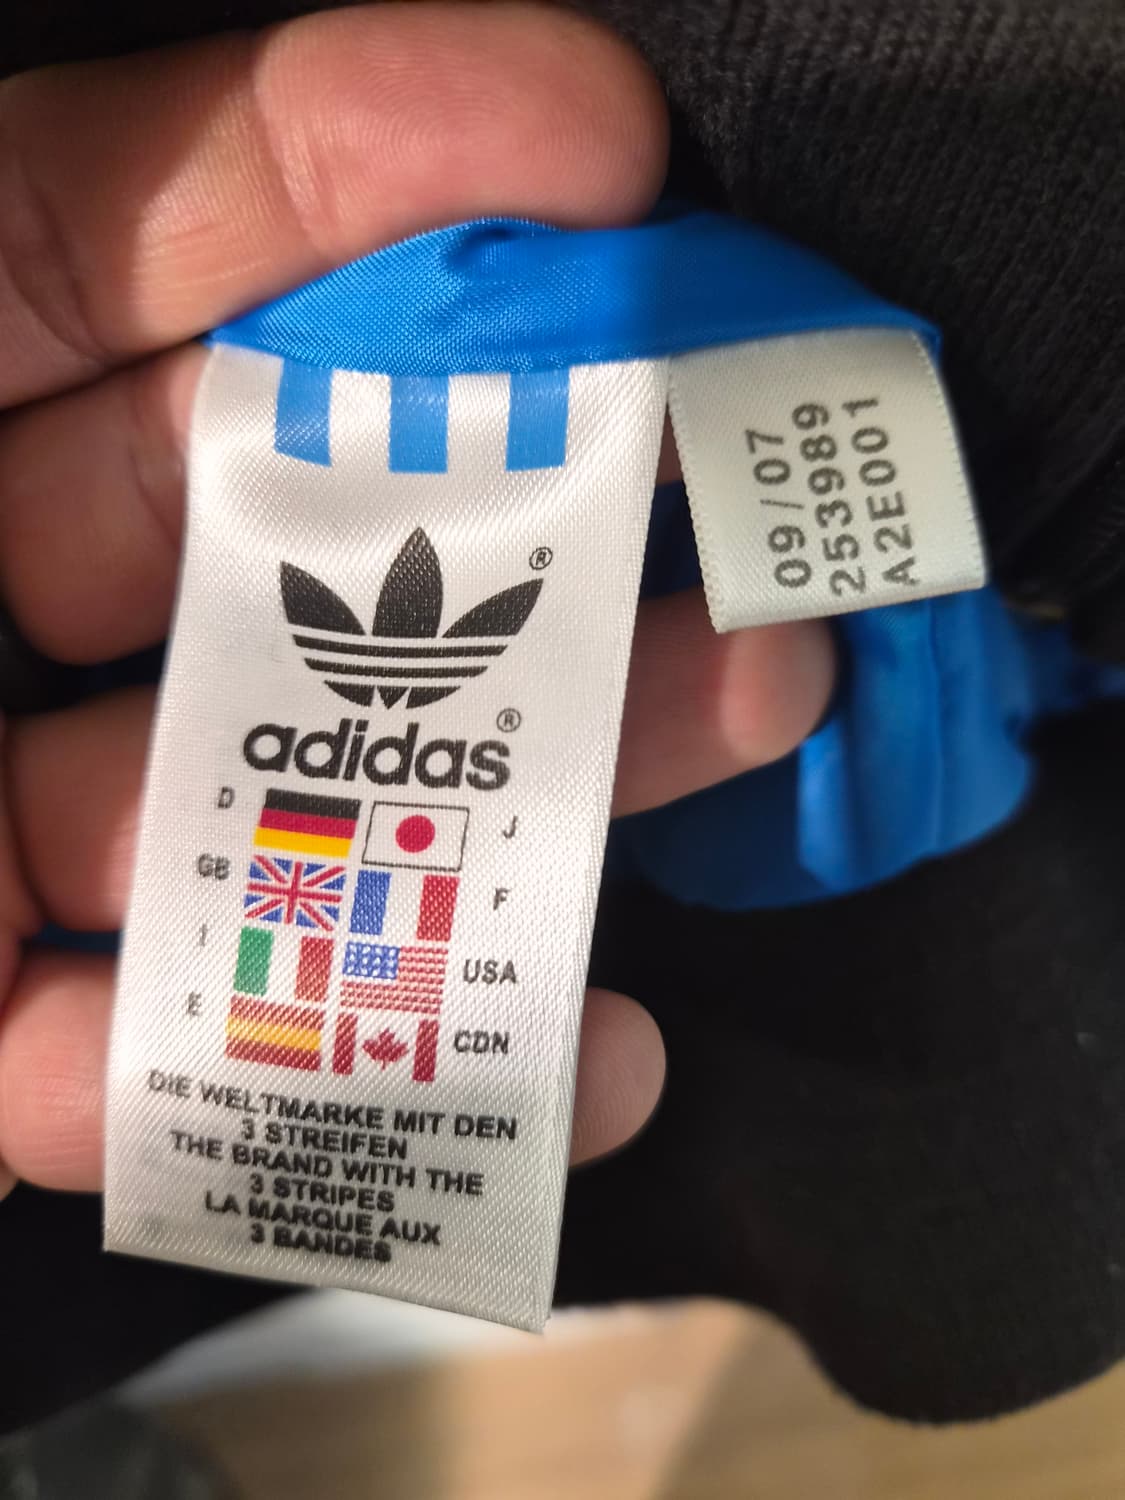 adidas®
®
D
J
GB
F
I
USA
E
CDN
DIE WELTMARKE MIT DEN
3 STREIFEN
THE BRAND WITH THE
3 STRIPES
LA MARQUE AUX
3 BANDES
09/07
253989
A2E001